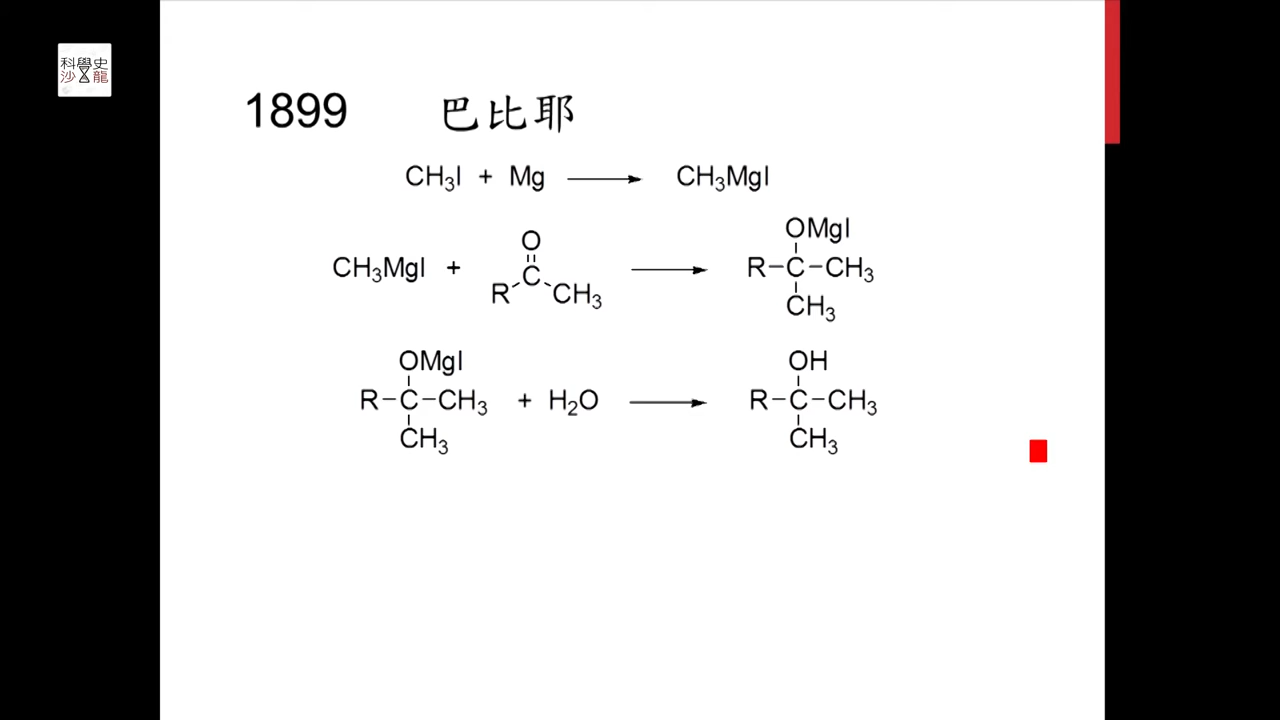 科學史
沙龍
1899 巴比耶
CH3I + Mg ⟶ CH3MgI
OMgI
O
CH3MgI + R C CH3 ⟶ R–C–CH3
CH3
OMgI OH
R–C–CH3 + H2O ⟶ R–C–CH3
CH3 CH3